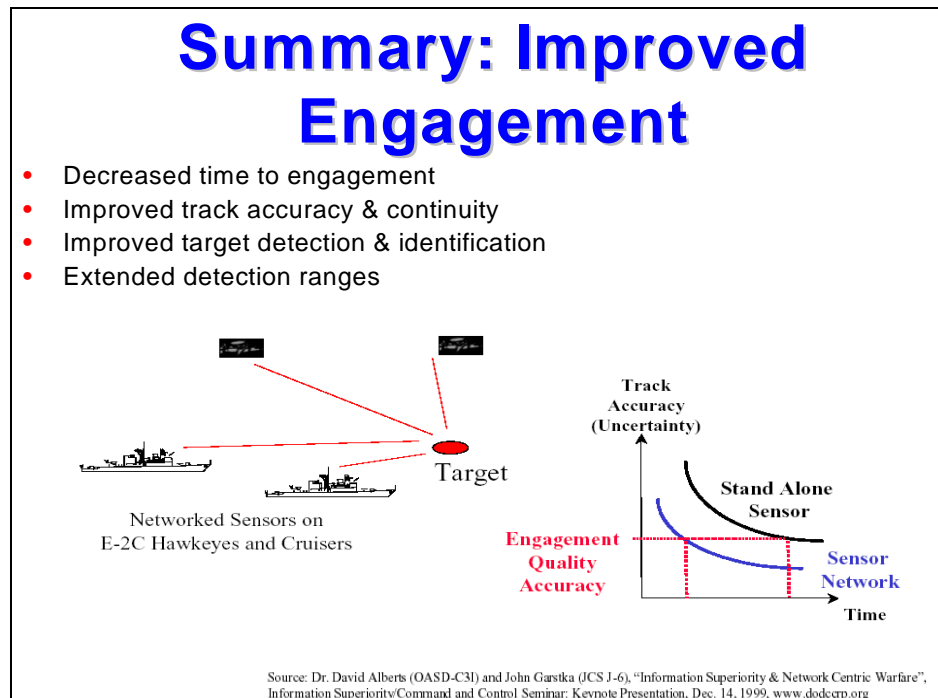 Summary: Improved
Engagement
• Decreased time to engagement
• Improved track accuracy & continuity
• Improved target detection & identification
• Extended detection ranges
Target
Networked Sensors on
E-2C Hawkeyes and Cruisers
Track
Accuracy
(Uncertainty)
Stand Alone
Sensor
Engagement
Quality
Accuracy
Sensor
Network
Time
Source: Dr. David Alberts (OASD-C3I) and John Garstka (JCS J-6), “Information Superiority & Network Centric Warfare”,
Information Superiority/Command and Control Seminar: Keynote Presentation, Dec. 14, 1999, www.dodccrp.org